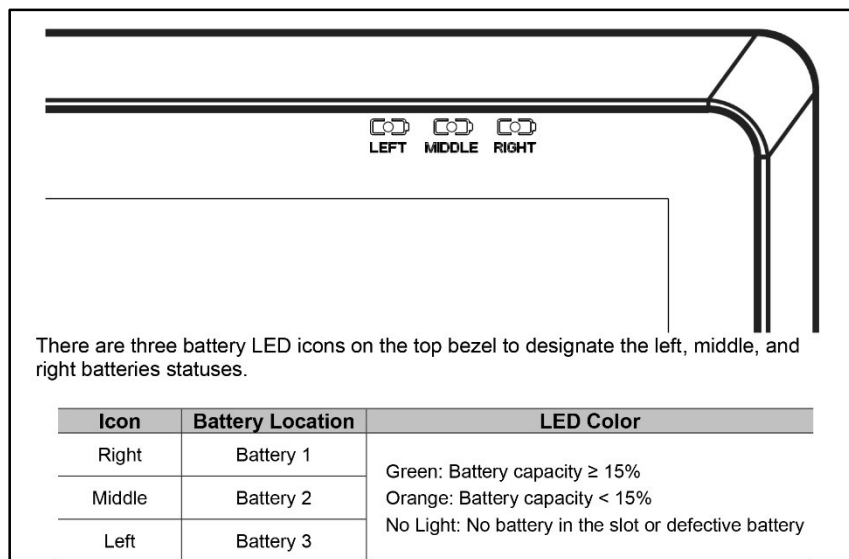 LEFT MIDDLE RIGHT
There are three battery LED icons on the top bezel to designate the left, middle, and
right batteries statuses.
Icon Battery Location LED Color
Right Battery 1
Middle Battery 2
Left Battery 3
Green: Battery capacity ≥ 15%
Orange: Battery capacity < 15%
No Light: No battery in the slot or defective battery